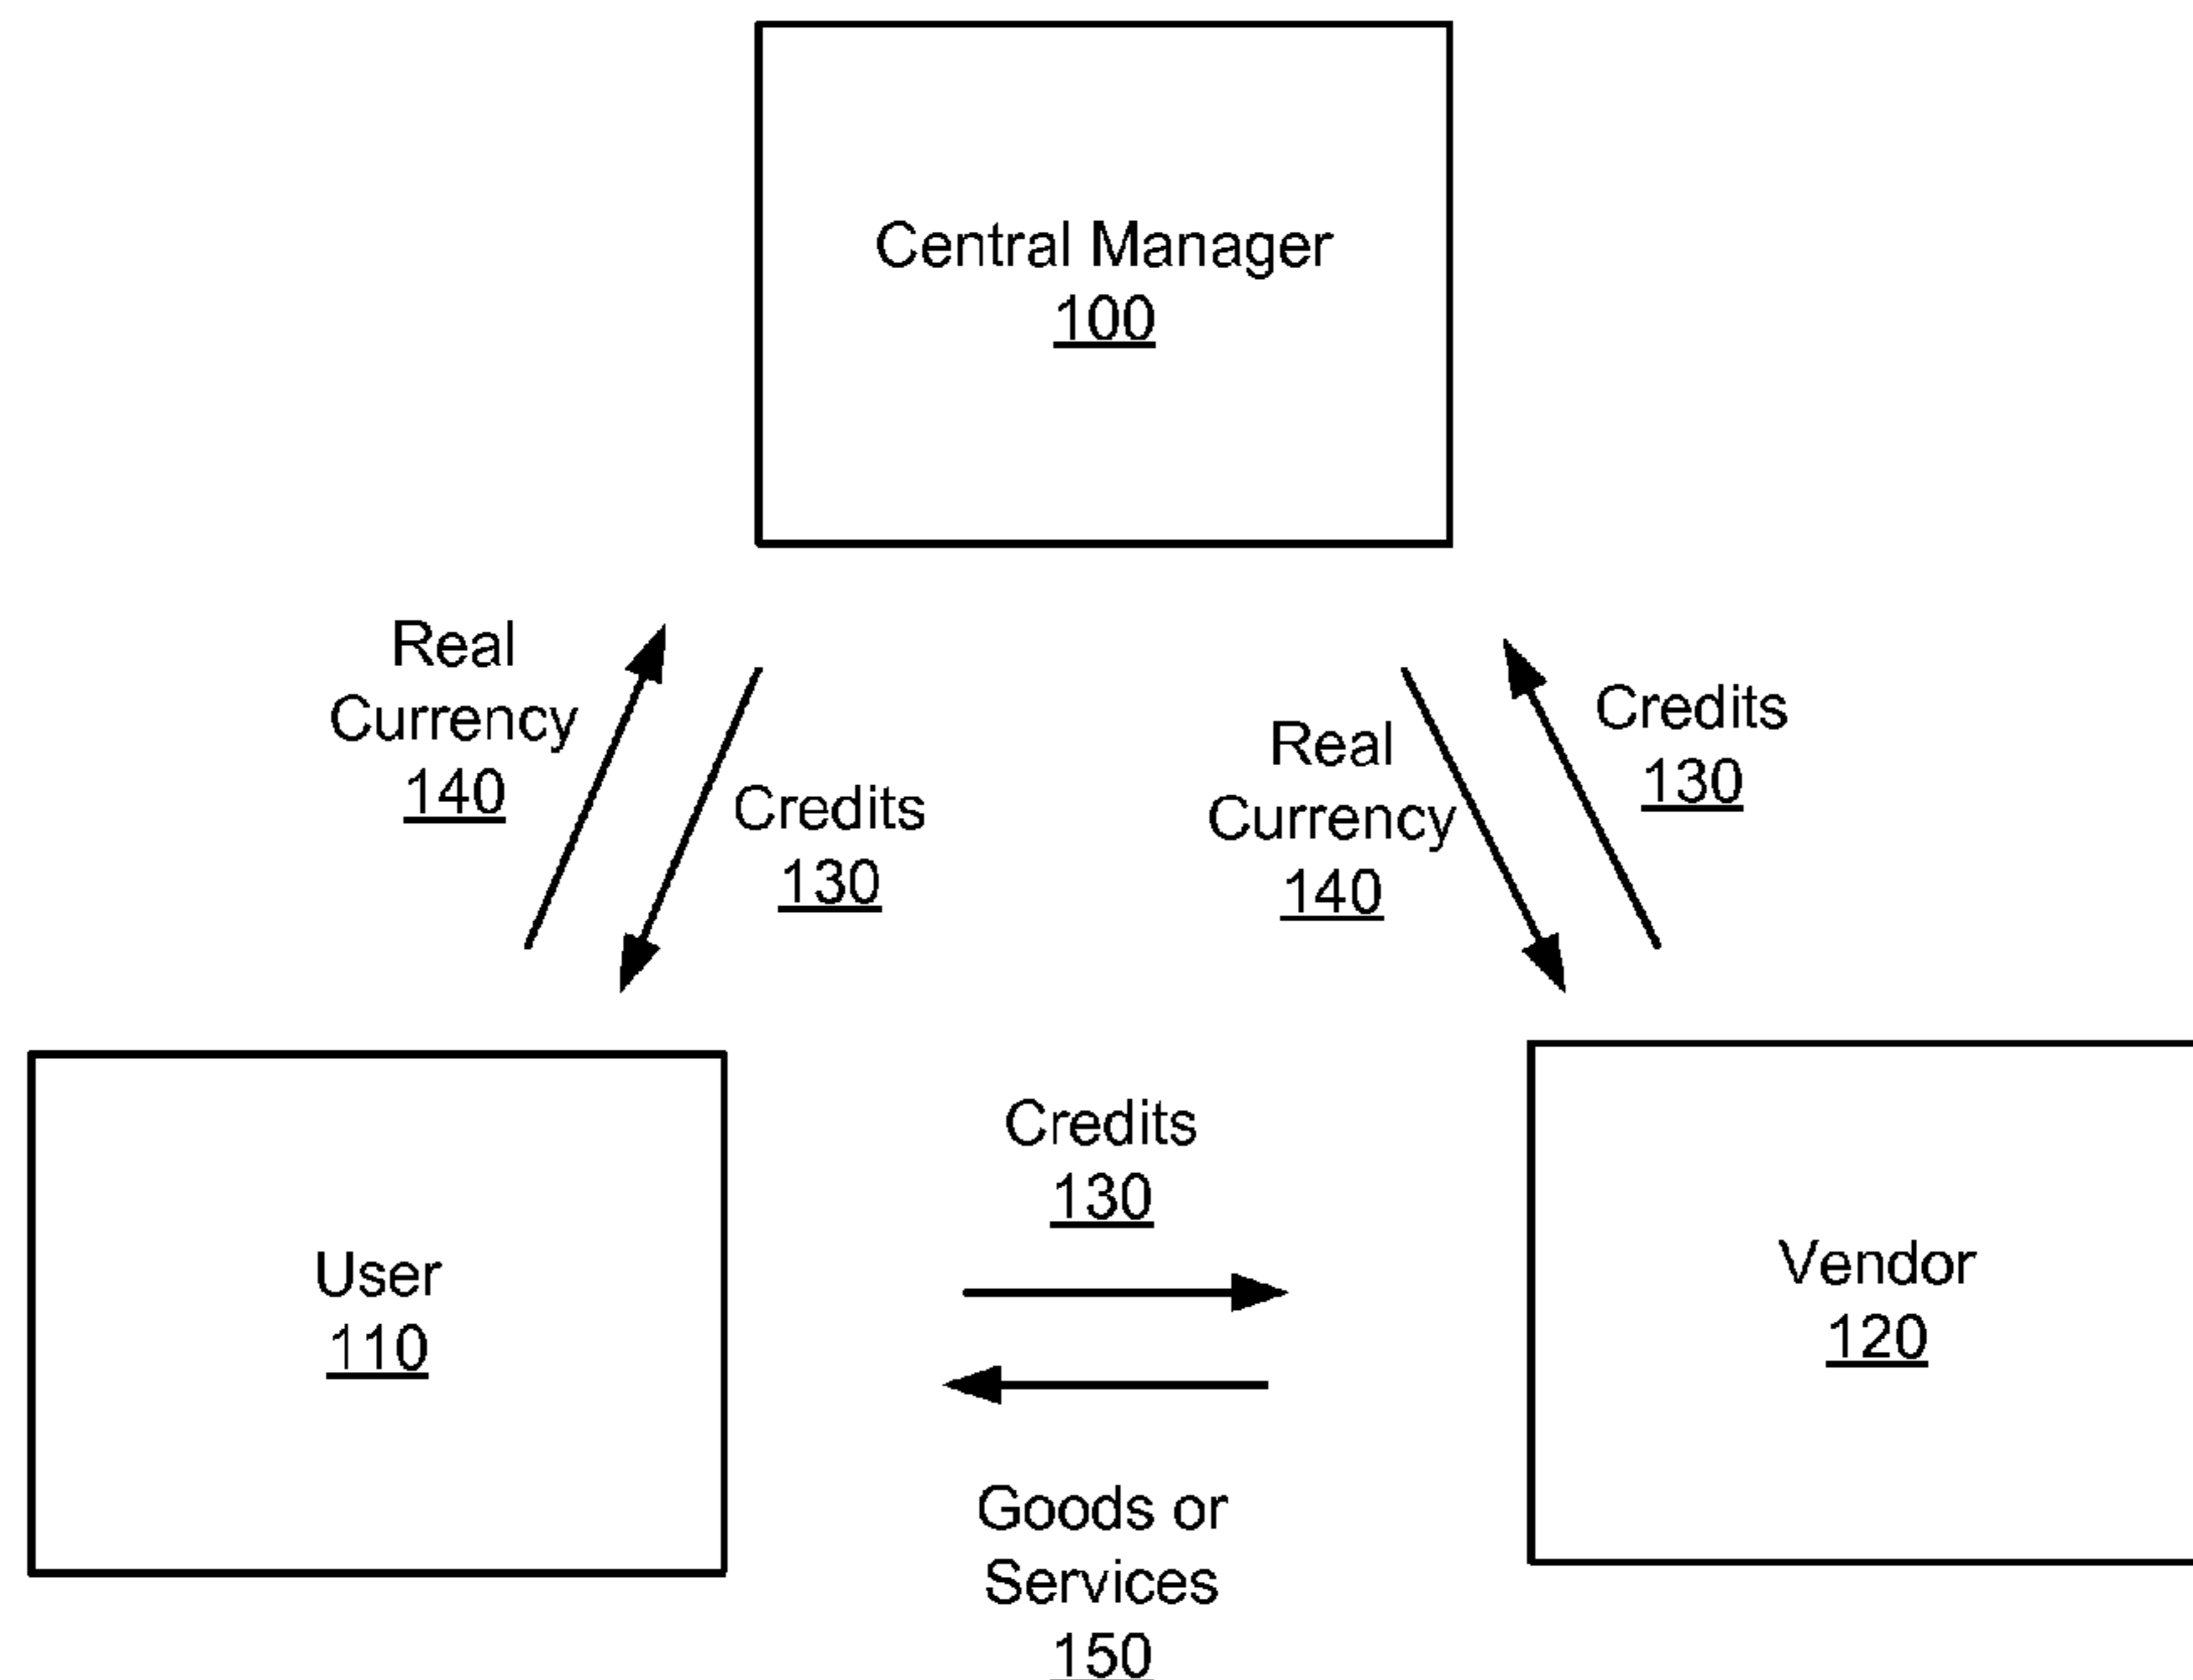 Central Manager
100
Real
Currency
140
Credits
130
Real
Currency
140
Credits
130
Credits
130
User
110
Vendor
120
Goods or
Services
150